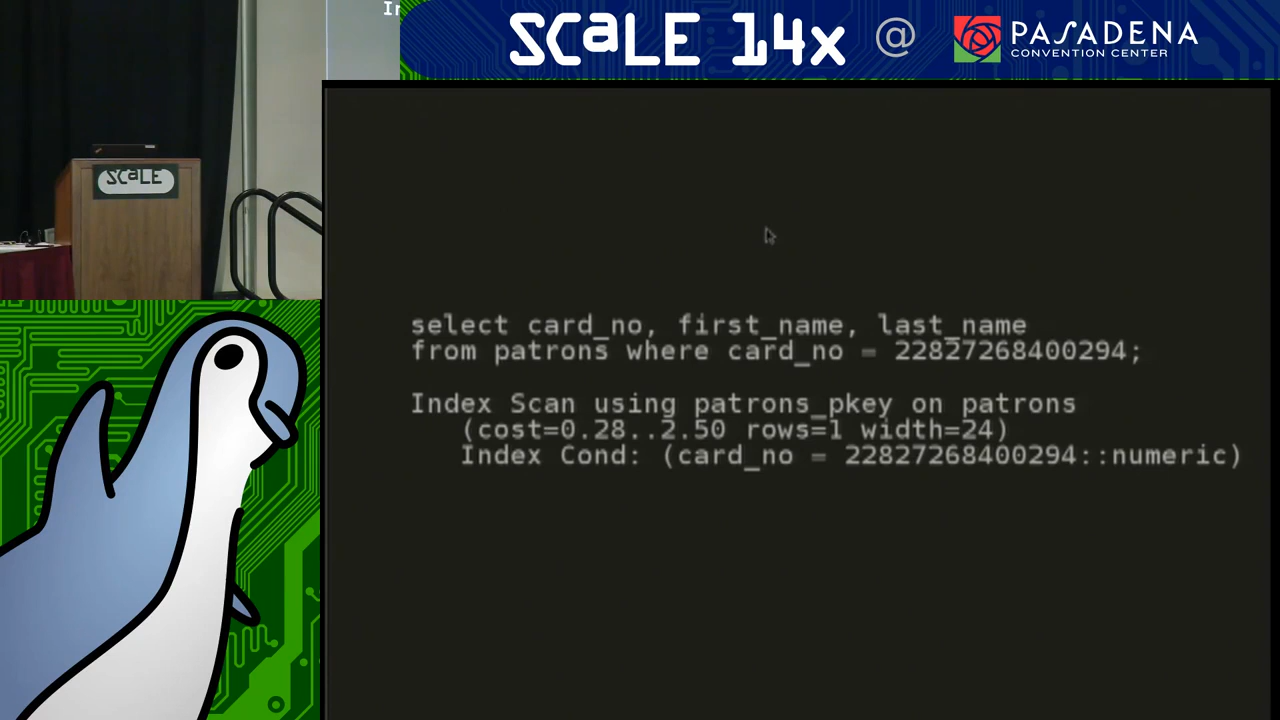 SCALE 14x @ PASADENA
CONVENTION CENTER
SCALE
select card_no, first_name, last_name
from patrons where card_no = 22827268400294;
Index Scan using patrons_pkey on patrons
(cost=0.28..2.50 rows=1 width=24)
Index Cond: (card_no = 22827268400294::numeric)